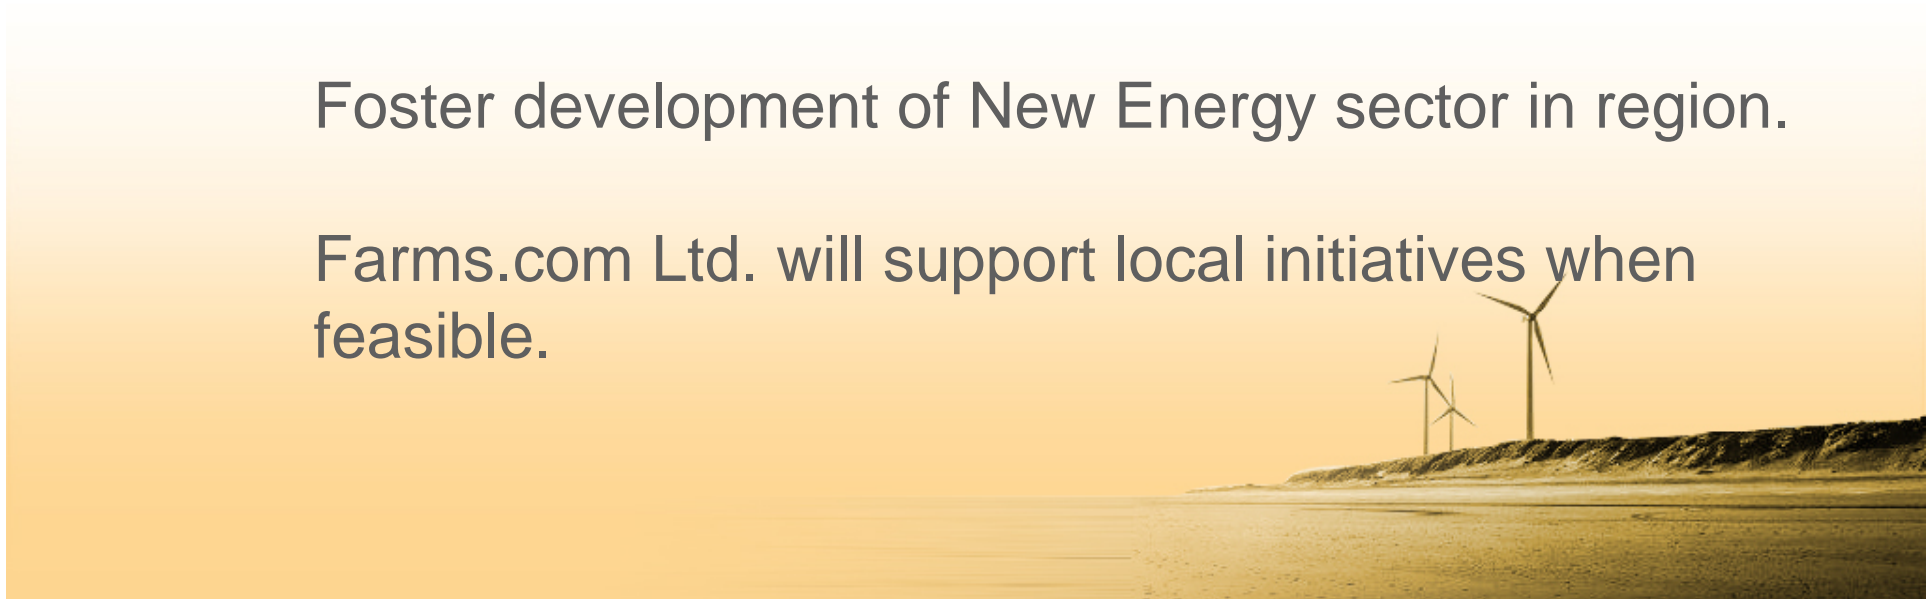 Foster development of New Energy sector in region.
Farms.com Ltd. will support local initiatives when
feasible.